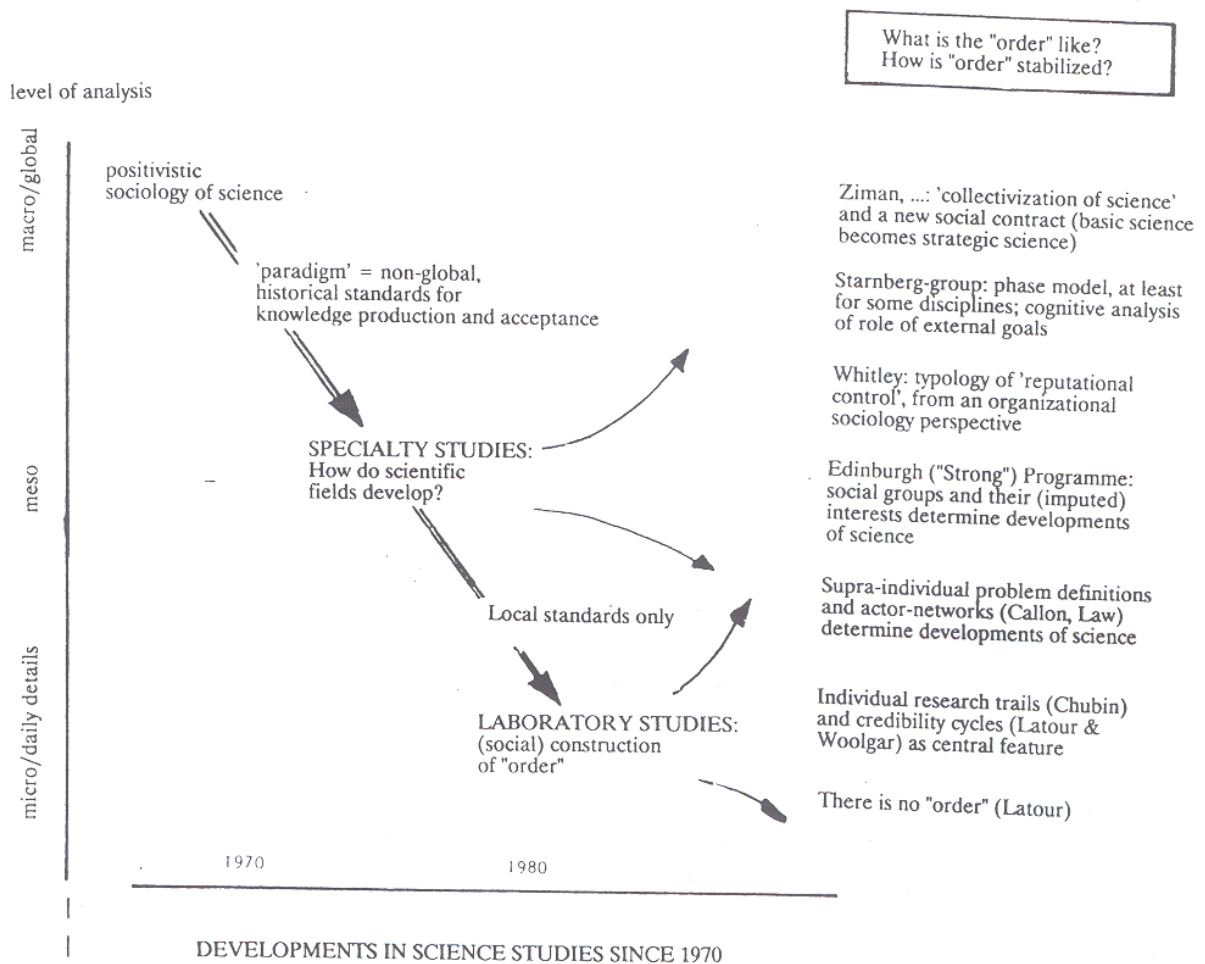 What is the "order" like?
How is "order" stabilized?
level of analysis
macro/global
meso
micro/daily details
positivistic
sociology of science
'paradigm' = non-global,
historical standards for
knowledge production and acceptance
SPECIALTY STUDIES:
How do scientific
fields develop?
Local standards only
LABORATORY STUDIES:
(social) construction
of "order"
Ziman, ...: 'collectivization of science'
and a new social contract (basic science
becomes strategic science)
Starnberg-group: phase model, at least
for some disciplines; cognitive analysis
of role of external goals
Whitley: typology of 'reputational
control', from an organizational
sociology perspective
Edinburgh ("Strong") Programme:
social groups and their (imputed)
interests determine developments
of science
Supra-individual problem definitions
and actor-networks (Callon, Law)
determine developments of science
Individual research trails (Chubin)
and credibility cycles (Latour &
Woolgar) as central feature
There is no "order" (Latour)
1970
1980
DEVELOPMENTS IN SCIENCE STUDIES SINCE 1970